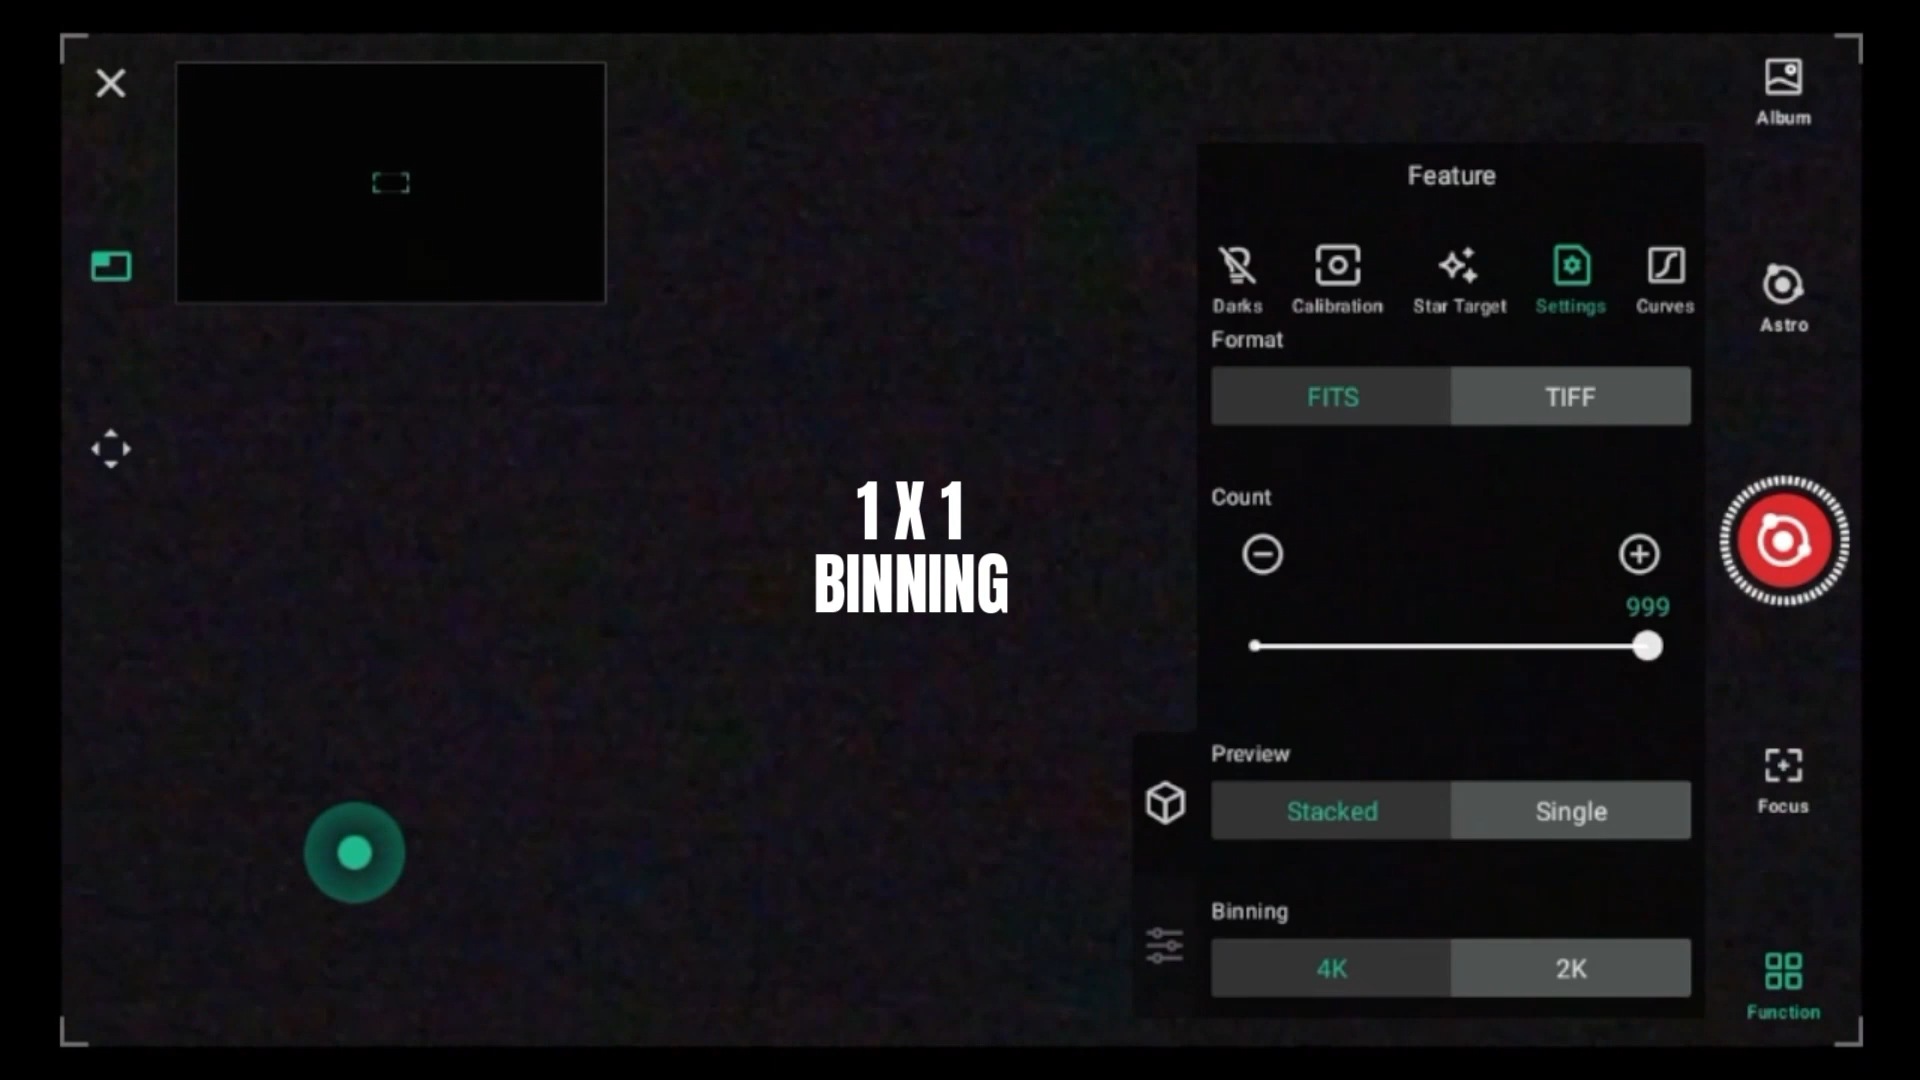 Album
Feature
Darks
Calibration
Star Target
Settings
Curves
Astro
Format
FITS
TIFF
Count
1 X 1
BINNING
999
Preview
Stacked
Single
Focus
Binning
4K
2K
Function